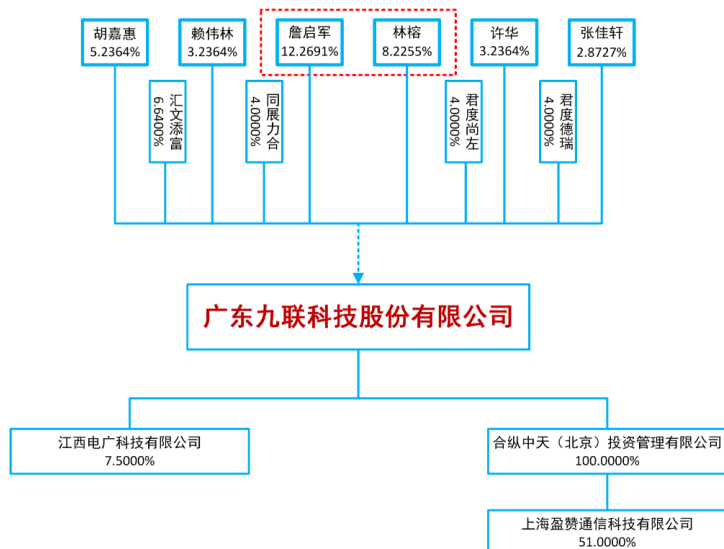 胡嘉惠
5.2364%
赖伟林
3.2364%
詹启军
12.2691%
林榕
8.2255%
许华
3.2364%
张佳轩
2.8727%
汇文添富
6.6400%
同展力合
4.0000%
君度尚左
4.0000%
君度德瑞
4.0000%
广东九联科技股份有限公司
江西电广科技有限公司
7.5000%
合纵中天（北京）投资管理有限公司
100.0000%
上海盈赞通信科技有限公司
51.0000%